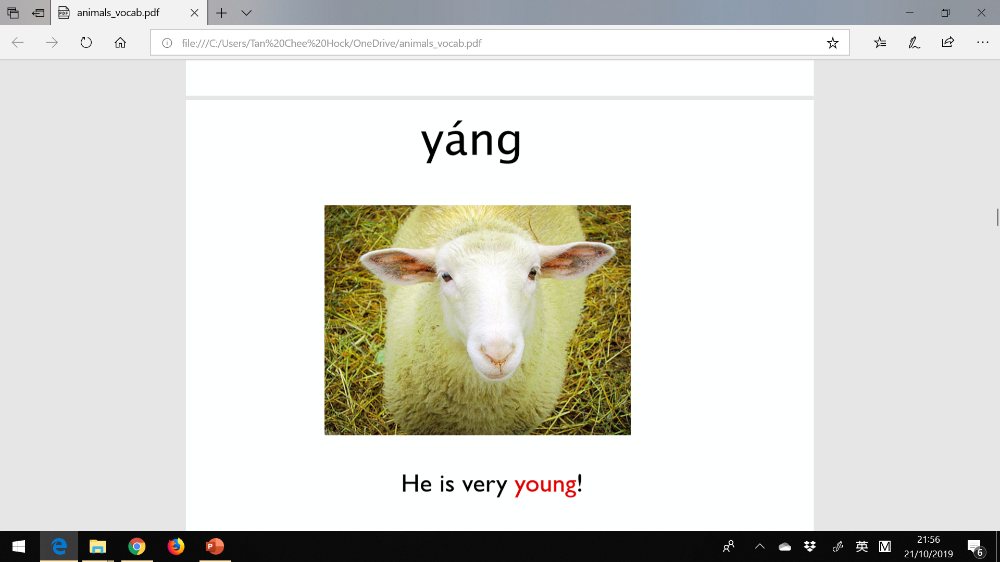 animals_vocab.pdf
file:///C:/Users/Tan%20Chee%20Hock/OneDrive/animals_vocab.pdf
yáng
He is very young!
英
M
21:56
21/10/2019
6
PDF
P